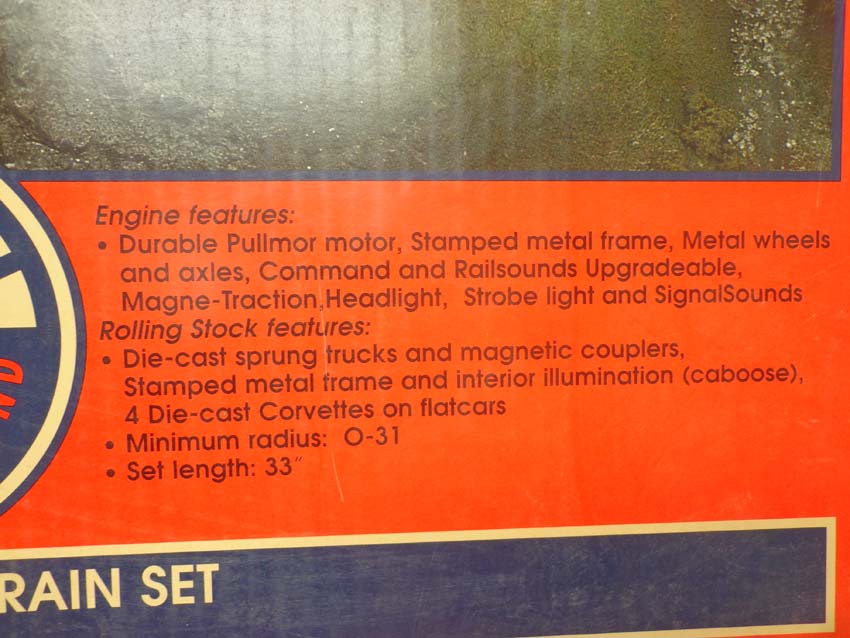 Engine features:
• Durable Pullmor motor, Stamped metal frame, Metal wheels
and axles, Command and Railsounds Upgradeable,
Magne-Traction,Headlight, Strobe light and SignalSounds
Rolling Stock features:
• Die-cast sprung trucks and magnetic couplers,
Stamped metal frame and interior illumination (caboose),
4 Die-cast Corvettes on flatcars
• Minimum radius: O-31
• Set length: 33"
ND
RAIN SET